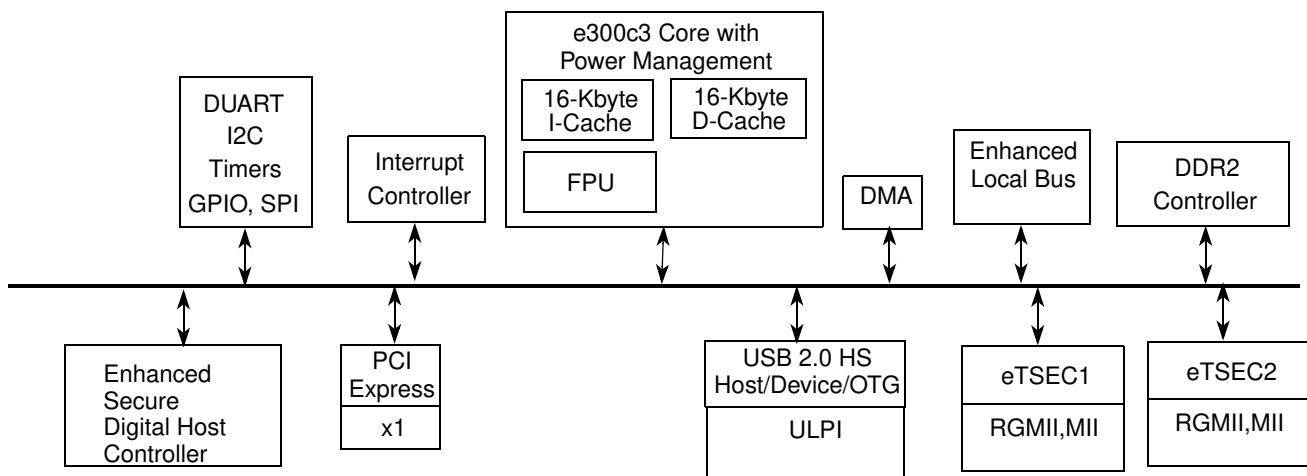 e300c3 Core with
Power Management
16-Kbyte
I-Cache
16-Kbyte
D-Cache
FPU
DUART
I2C
Timers
GPIO, SPI
Interrupt
Controller
DMA
Enhanced
Local Bus
DDR2
Controller
Enhanced
Secure
Digital Host
Controller
PCI
Express
x1
USB 2.0 HS
Host/Device/OTG
ULPI
eTSEC1
RGMII,MII
eTSEC2
RGMII,MII